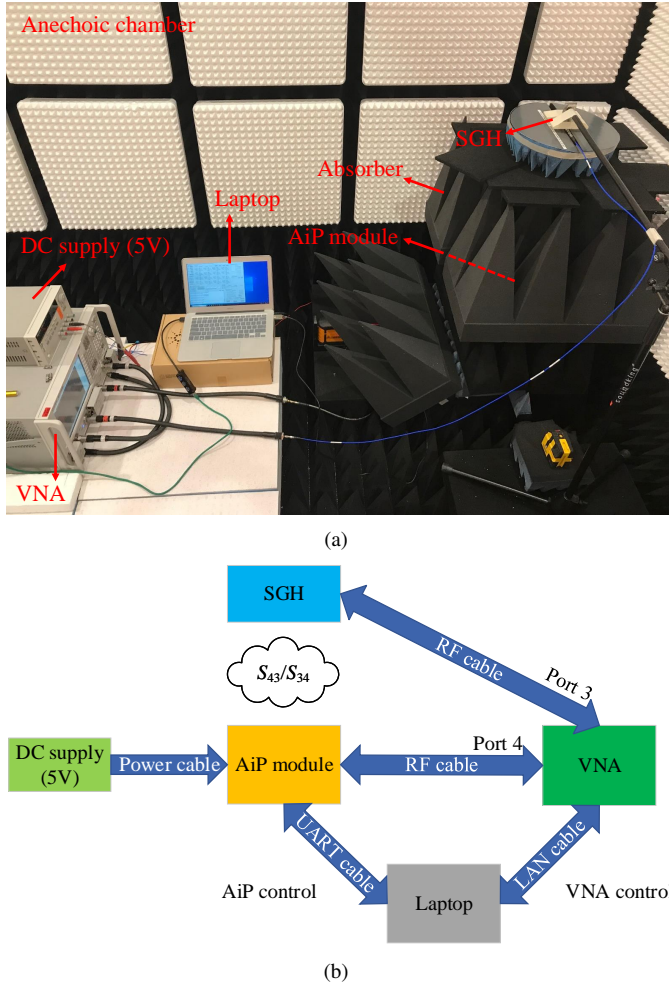 Anechoic chamber
SGH
Absorber
Laptop
AiP module
DC supply (5V)
soundking
VNA
(a)
SGH
RF cable
Port 3
S43/S34
Port 4
DC supply
(5V)
Power cable
AiP module
RF cable
VNA
UART cable
LAN cable
AiP control
Laptop
VNA contro
(b)